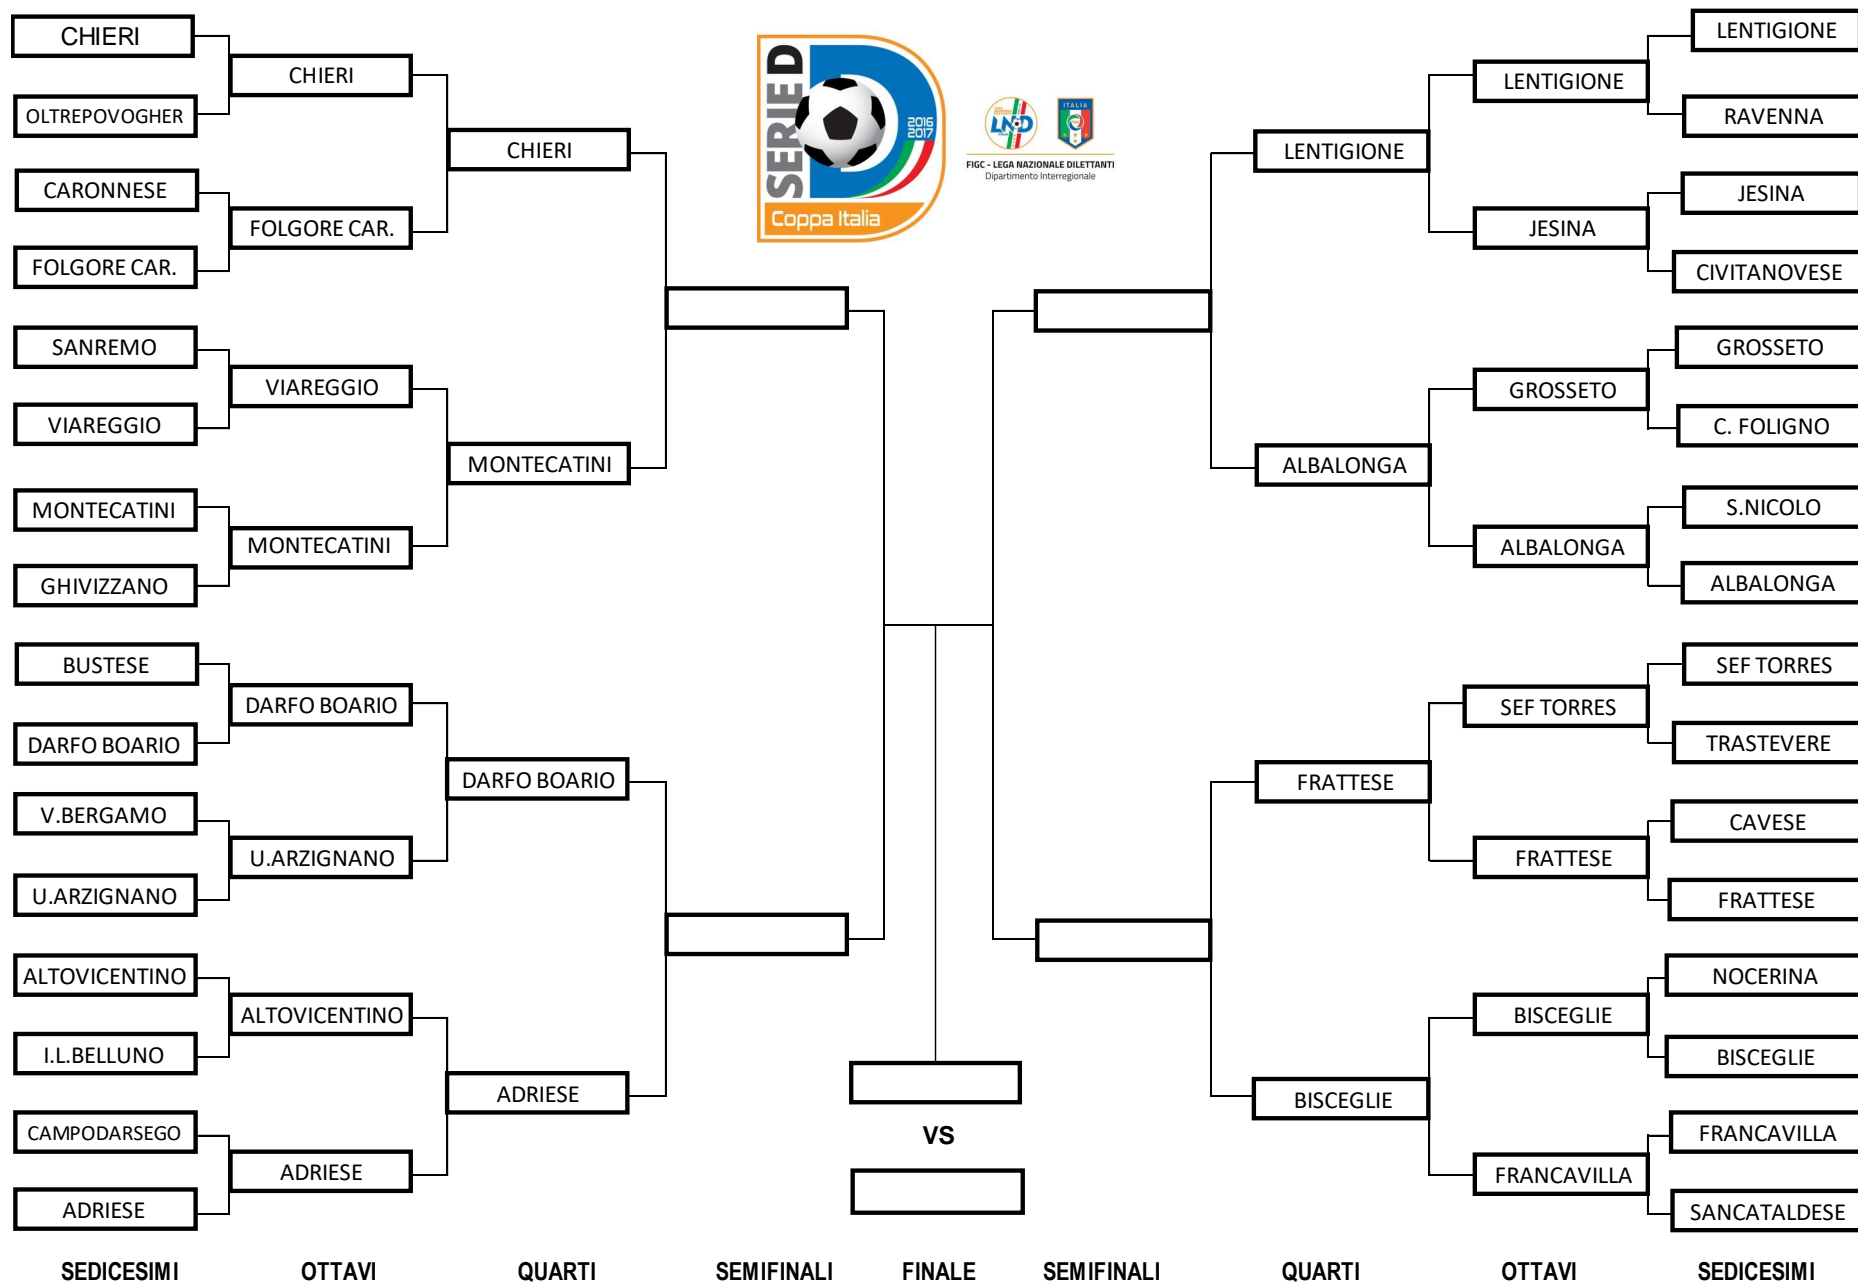 CHIERI
OLTREPOVOGHER
CARONNESE
FOLGORE CAR.
SANREMO
VIAREGGIO
MONTECATINI
GHIVIZZANO
BUSTESE
DARFO BOARIO
V.BERGAMO
U.ARZIGNANO
ALTOVICENTINO
I.L.BELLUNO
CAMPODARSEGO
ADRIESE
CHIERI
FOLGORE CAR.
VIAREGGIO
MONTECATINI
DARFO BOARIO
U.ARZIGNANO
ALTOVICENTINO
ADRIESE
CHIERI
MONTECATINI
DARFO BOARIO
ADRIESE
SERIE D
2016
2017
Coppa Italia
LND
ITALIA
FIGC - LEGA NAZIONALE DILETTANTI
Dipartimento Interregionale
VS
LENTIGIONE
ALBALONGA
FRATTESE
BISCEGLIE
LENTIGIONE
JESINA
GROSSETO
ALBALONGA
SEF TORRES
FRATTESE
BISCEGLIE
FRANCAVILLA
LENTIGIONE
RAVENNA
JESINA
CIVITANOVESE
GROSSETO
C. FOLIGNO
S.NICOLO
ALBALONGA
SEF TORRES
TRASTEVERE
CAVESE
FRATTESE
NOCERINA
BISCEGLIE
FRANCAVILLA
SANCATALDESE
SEDICESIMI OTTAVI QUARTI SEMIFINALI FINALE SEMIFINALI QUARTI OTTAVI SEDICESIMI